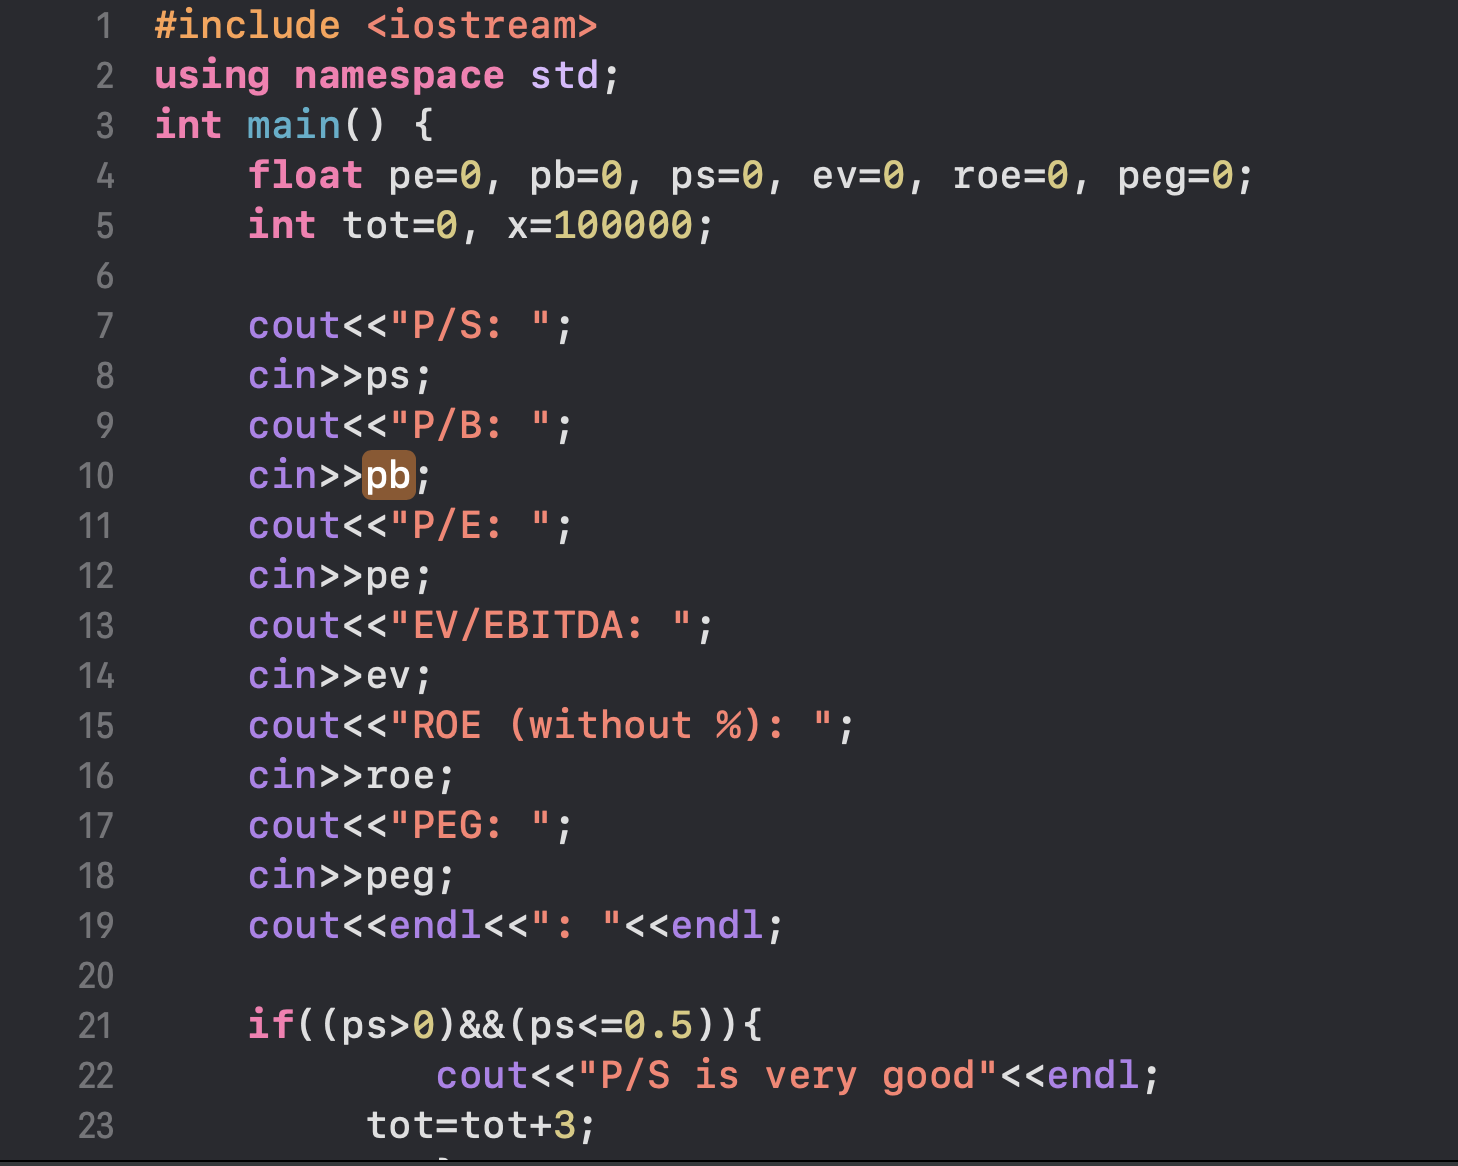 1 #include <iostream>
2 using namespace std;
3 int main() {
4 float pe=0, pb=0, ps=0, ev=0, roe=0, peg=0;
5 int tot=0, x=100000;
6
7 cout<<"P/S: ";
8 cin>>ps;
9 cout<<"P/B: ";
10 cin>>pb;
11 cout<<"P/E: ";
12 cin>>pe;
13 cout<<"EV/EBITDA: ";
14 cin>>ev;
15 cout<<"ROE (without %): ";
16 cin>>roe;
17 cout<<"PEG: ";
18 cin>>peg;
19 cout<<endl<<": "<<endl;
20
21 if((ps>0)&&(ps<=0.5)){
22 cout<<"P/S is very good"<<endl;
23 tot=tot+3;